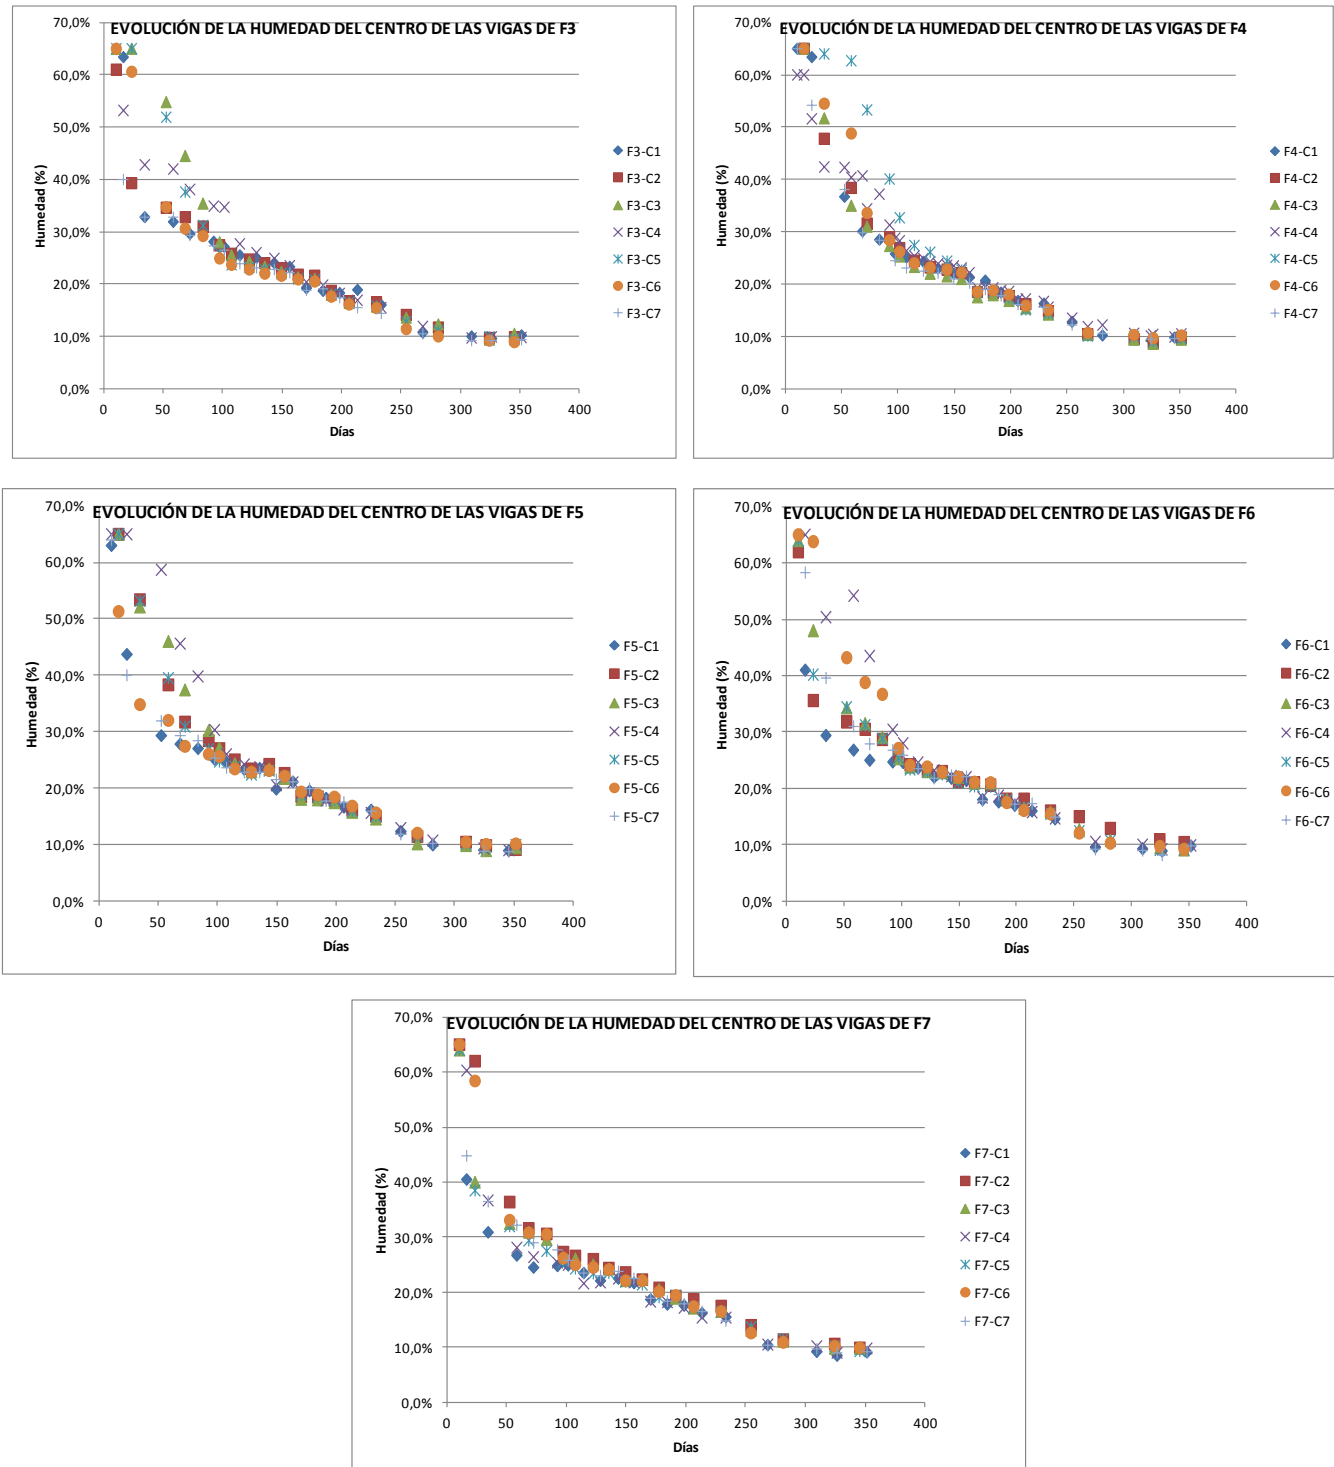 EVOLUCIÓN DE LA HUMEDAD DEL CENTRO DE LAS VIGAS DE F3
70,0%
60,0%
50,0%
40,0%
30,0%
20,0%
10,0%
0,0%
Humedad (%)
0 50 100 150 200 250 300 350 400
Días
F3-C1
F3-C2
F3-C3
F3-C4
F3-C5
F3-C6
F3-C7
EVOLUCIÓN DE LA HUMEDAD DEL CENTRO DE LAS VIGAS DE F4
70,0%
60,0%
50,0%
40,0%
30,0%
20,0%
10,0%
0,0%
Humedad (%)
0 50 100 150 200 250 300 350 400
Días
F4-C1
F4-C2
F4-C3
F4-C4
F4-C5
F4-C6
F4-C7
EVOLUCIÓN DE LA HUMEDAD DEL CENTRO DE LAS VIGAS DE F5
70,0%
60,0%
50,0%
40,0%
30,0%
20,0%
10,0%
0,0%
Humedad (%)
0 50 100 150 200 250 300 350 400
Días
F5-C1
F5-C2
F5-C3
F5-C4
F5-C5
F5-C6
F5-C7
EVOLUCIÓN DE LA HUMEDAD DEL CENTRO DE LAS VIGAS DE F6
70,0%
60,0%
50,0%
40,0%
30,0%
20,0%
10,0%
0,0%
Humedad (%)
0 50 100 150 200 250 300 350 400
Días
F6-C1
F6-C2
F6-C3
F6-C4
F6-C5
F6-C6
F6-C7
EVOLUCIÓN DE LA HUMEDAD DEL CENTRO DE LAS VIGAS DE F7
70,0%
60,0%
50,0%
40,0%
30,0%
20,0%
10,0%
0,0%
Humedad (%)
0 50 100 150 200 250 300 350 400
Días
F7-C1
F7-C2
F7-C3
F7-C4
F7-C5
F7-C6
F7-C7